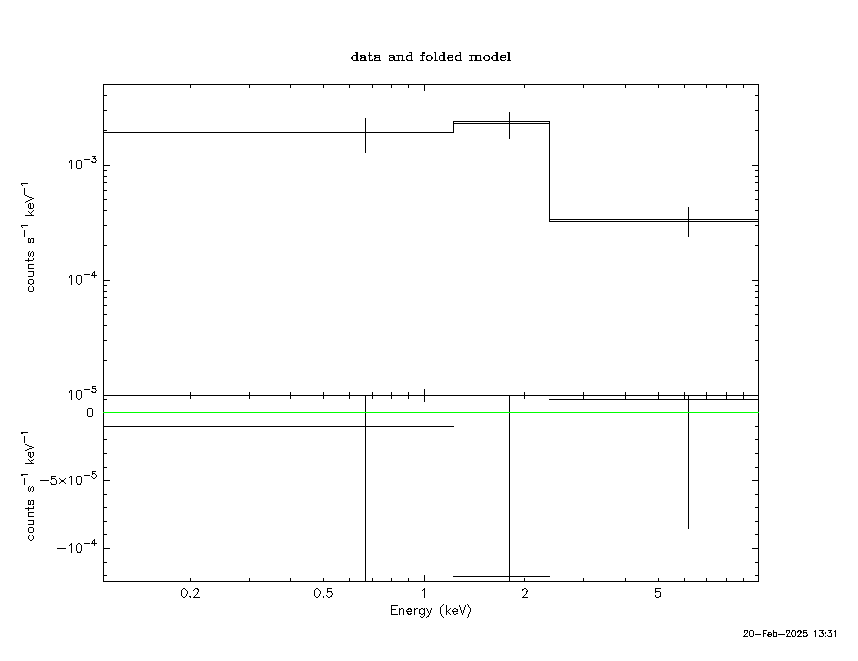 data and folded model
10⁻³
10⁻⁴
10⁻⁵
counts s⁻¹ keV⁻¹
0
−5×10⁻⁵
−10⁻⁴
counts s⁻¹ keV⁻¹
0.2 0.5 1 2 5
Energy (keV)
20−Feb−2025 13:31